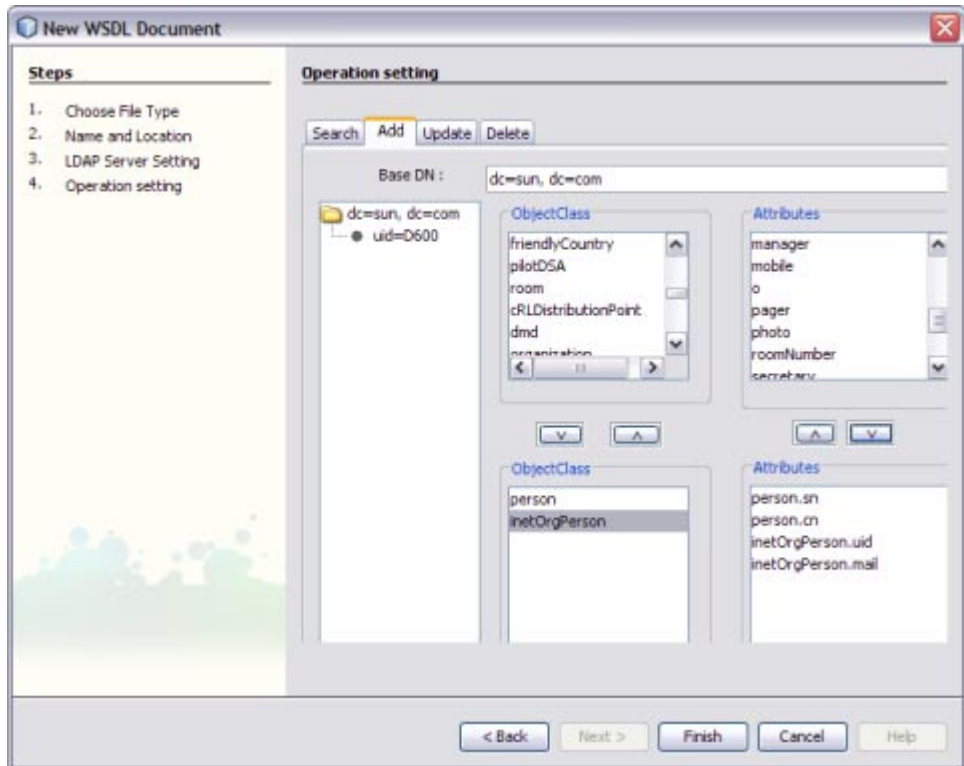 New WSDL Document
Steps
1. Choose File Type
2. Name and Location
3. LDAP Server Setting
4. Operation setting
Operation setting
Search Add Update Delete
Base DN : dc=sun, dc=com
dc=sun, dc=com
uid=D600
ObjectClass
friendlyCountry
pilotDSA
room
cRLDistributionPoint
dmd
organization
Attributes
manager
mobile
o
pager
photo
roomNumber
secretary
v ^ ^ v
ObjectClass
person
inetOrgPerson
Attributes
person.sn
person.cn
inetOrgPerson.uid
inetOrgPerson.mail
< Back Next > Finish Cancel Help